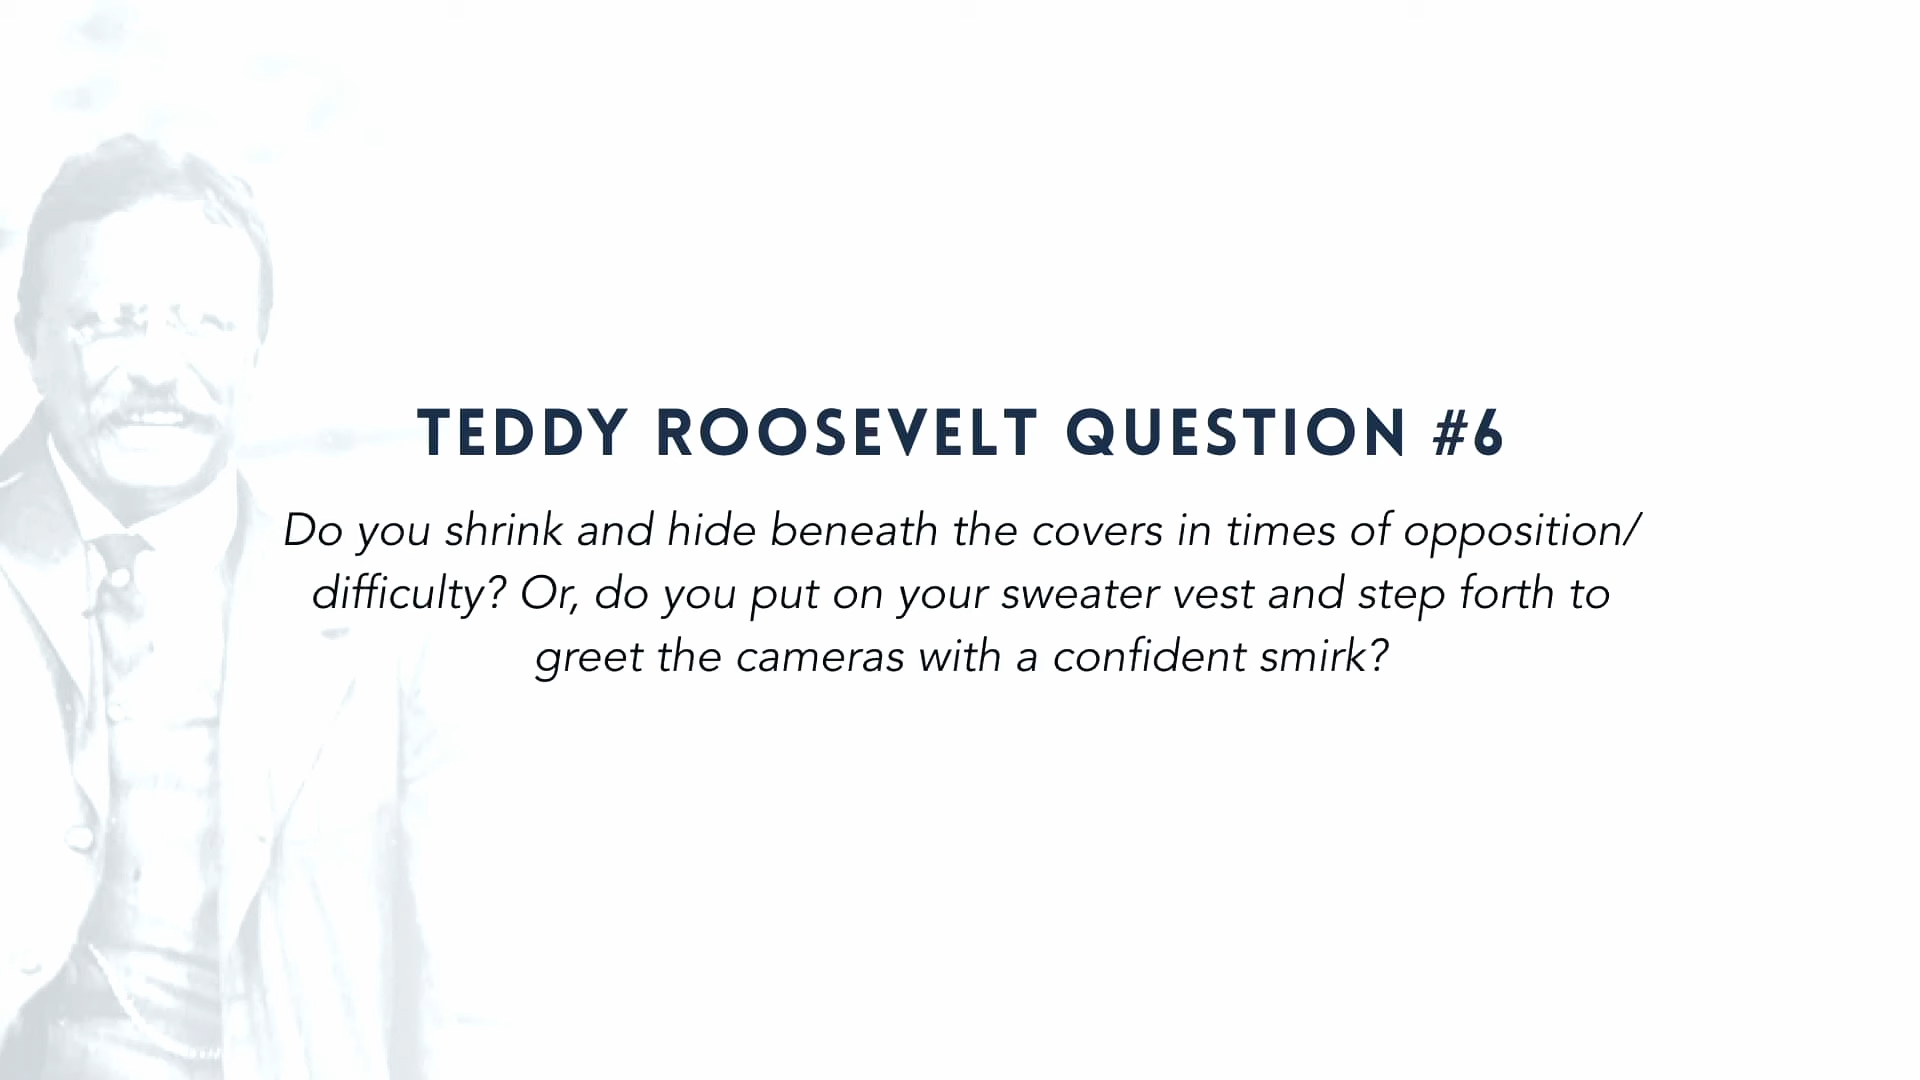 TEDDY ROOSEVELT QUESTION #6
Do you shrink and hide beneath the covers in times of opposition/
difficulty? Or, do you put on your sweater vest and step forth to
greet the cameras with a confident smirk?